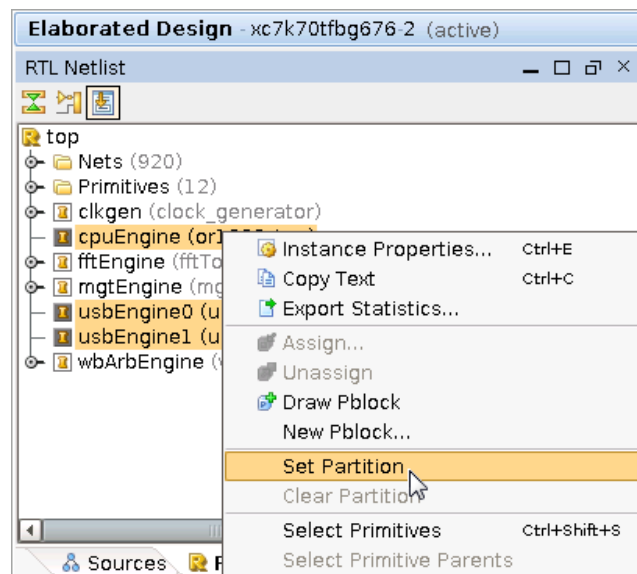 Elaborated Design - xc7k70tfbg676-2 (active)
RTL Netlist
top
Nets (920)
Primitives (12)
clkgen (clock_generator)
cpuEngine
fftEngine
mgtEngine
usbEngine0
usbEngine1
wbArbEngine
Instance Properties... Ctrl+E
Copy Text Ctrl+C
Export Statistics...
Assign...
Unassign
Draw Pblock
New Pblock...
Set Partition
Clear Partition
Select Primitives Ctrl+Shift+S
Select Primitive Parents
Sources